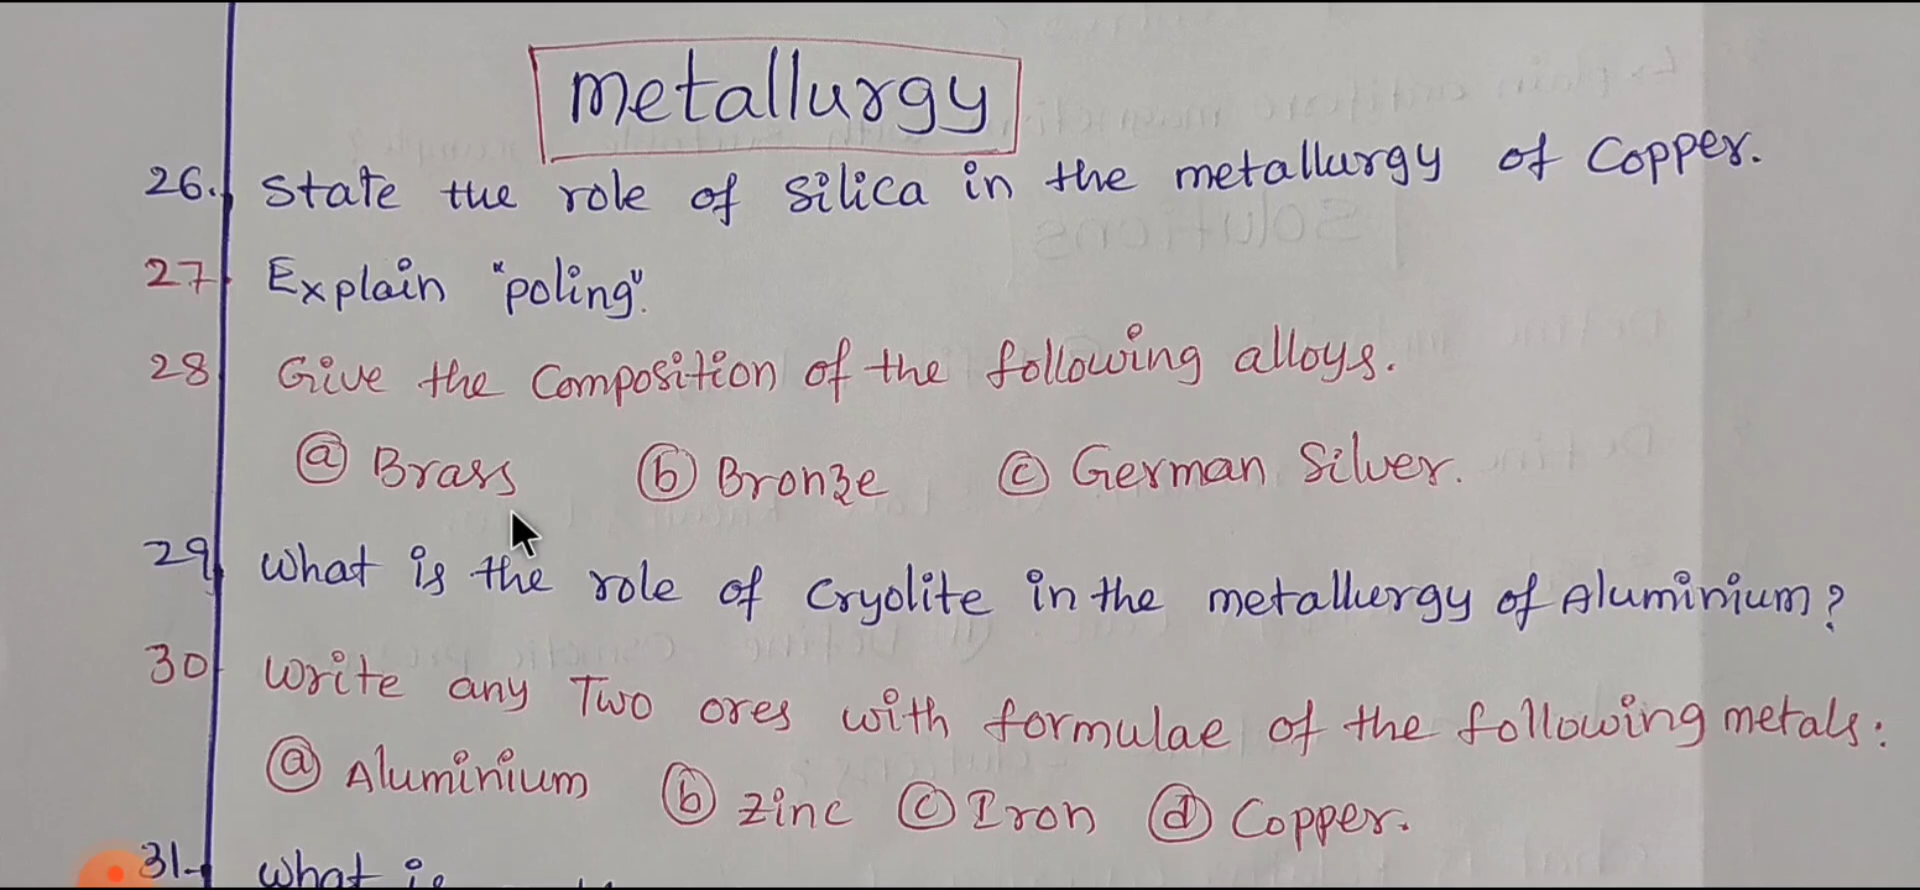 Metallurgy
26. State the role of Silica in the metallurgy of Copper.
27. Explain "poling".
28 Give the Composition of the following alloys.
ⓐ Brass ⓑ Bronze ⓒ German Silver.
29. What is the role of Cryolite in the metallurgy of Aluminium?
30. Write any Two ores with formulae of the following metals:
ⓐ Aluminium ⓑ Zinc ⓒ Iron ⓓ Copper.
31. What is